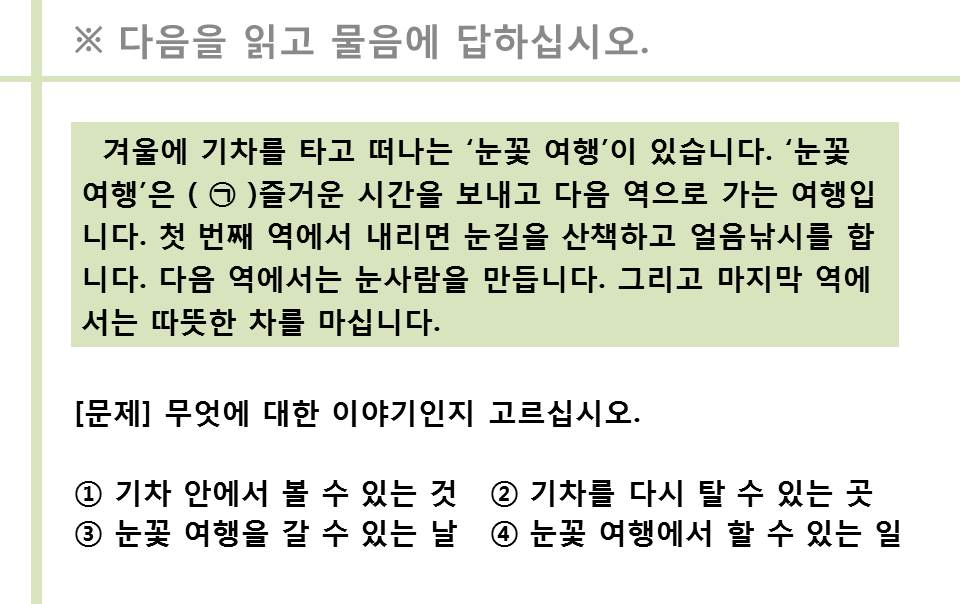 ※ 다음을 읽고 물음에 답하십시오.
겨울에 기차를 타고 떠나는 ‘눈꽃 여행’이 있습니다. ‘눈꽃
여행’은 ( ㉠ )즐거운 시간을 보내고 다음 역으로 가는 여행입
니다. 첫 번째 역에서 내리면 눈길을 산책하고 얼음낚시를 합
니다. 다음 역에서는 눈사람을 만듭니다. 그리고 마지막 역에
서는 따뜻한 차를 마십니다.
[문제] 무엇에 대한 이야기인지 고르십시오.
① 기차 안에서 볼 수 있는 것 ② 기차를 다시 탈 수 있는 곳
③ 눈꽃 여행을 갈 수 있는 날 ④ 눈꽃 여행에서 할 수 있는 일